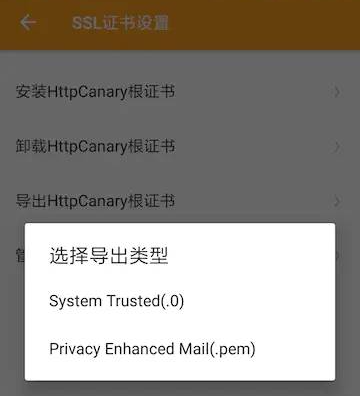 SSL证书设置
安装HttpCanary根证书
卸载HttpCanary根证书
导出HttpCanary根证书
选择导出类型
System Trusted(.0)
Privacy Enhanced Mail(.pem)